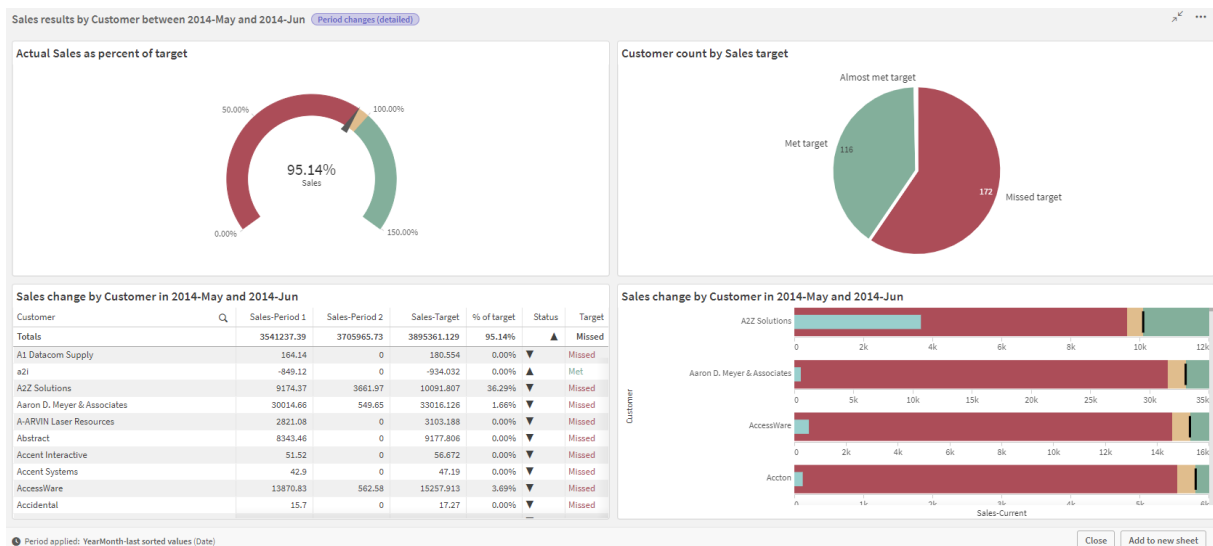 Sales results by Customer between 2014-May and 2014-Jun Period changes (detailed)
Actual Sales as percent of target
50.00% 100.00%
95.14%
Sales
0.00% 150.00%
Customer count by Sales target
Almost met target
Met target 116
172 Missed target
Sales change by Customer in 2014-May and 2014-Jun
Customer Sales-Period 1 Sales-Period 2 Sales-Target % of target Status Target
Totals 3541237.39 3705965.73 3895361.129 95.14% ▲ Missed
A1 Datacom Supply 164.14 0 180.554 0.00% ▼ Missed
a2i -849.12 0 -934.032 0.00% ▲ Met
A2Z Solutions 9174.37 3661.97 10091.807 36.29% ▼ Missed
Aaron D. Meyer & Associates 30014.66 549.65 33016.126 1.66% ▼ Missed
A-ARVIN Laser Resources 2821.08 0 3103.188 0.00% ▼ Missed
Abstract 8343.46 0 9177.806 0.00% ▼ Missed
Accent Interactive 51.52 0 56.672 0.00% ▼ Missed
Accent Systems 42.9 0 47.19 0.00% ▼ Missed
AccessWare 13870.83 562.58 15257.913 3.69% ▼ Missed
Accidental 15.7 0 17.27 0.00% ▼ Missed
Sales change by Customer in 2014-May and 2014-Jun
Customer
A2Z Solutions
0 2k 4k 6k 8k 10k 12k
Aaron D. Meyer & Associates
0 5k 10k 15k 20k 25k 30k 35k
AccessWare
0 2k 4k 6k 8k 10k 12k 14k 16k
Accton
Sales-Current
Period applied: YearMonth-last sorted values (Date)
Close Add to new sheet